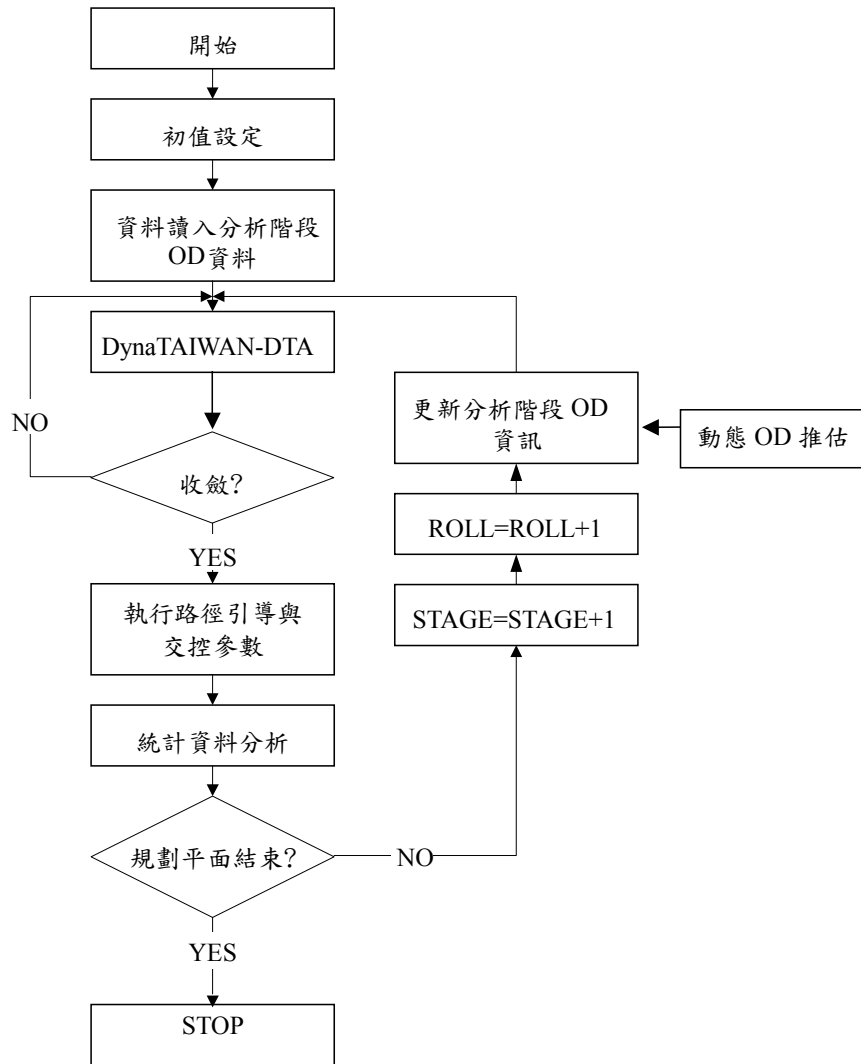 開始
初值設定
資料讀入分析階段
OD資料
DynaTAIWAN-DTA
NO
收斂?
YES
執行路徑引導與
交控參數
統計資料分析
規劃平面結束?
NO
YES
STOP
更新分析階段 OD
資訊
動態 OD 推估
ROLL=ROLL+1
STAGE=STAGE+1